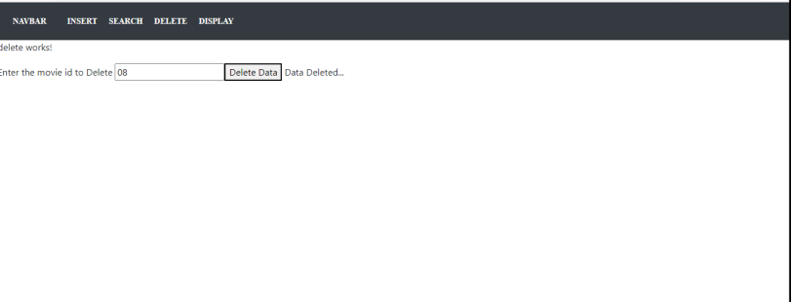 NAVBAR INSERT SEARCH DELETE DISPLAY
delete works!
Enter the movie id to Delete 08 Delete Data Data Deleted...